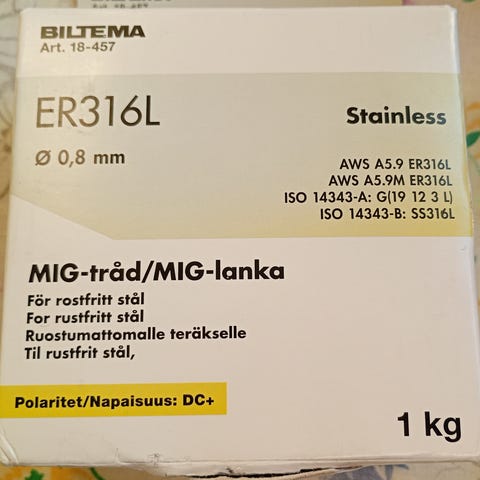 BILTEMA
Art. 18-457
ER316L
Stainless
Ø 0,8 mm
AWS A5.9 ER316L
AWS A5.9M ER316L
ISO 14343-A: G(19 12 3 L)
ISO 14343-B: SS316L
MIG-tråd/MIG-lanka
För rostfritt stål
For rustfritt stål
Ruostumattomalle teräkselle
Til rustfrit stål,
Polaritet/Napaisuus: DC+
1 kg